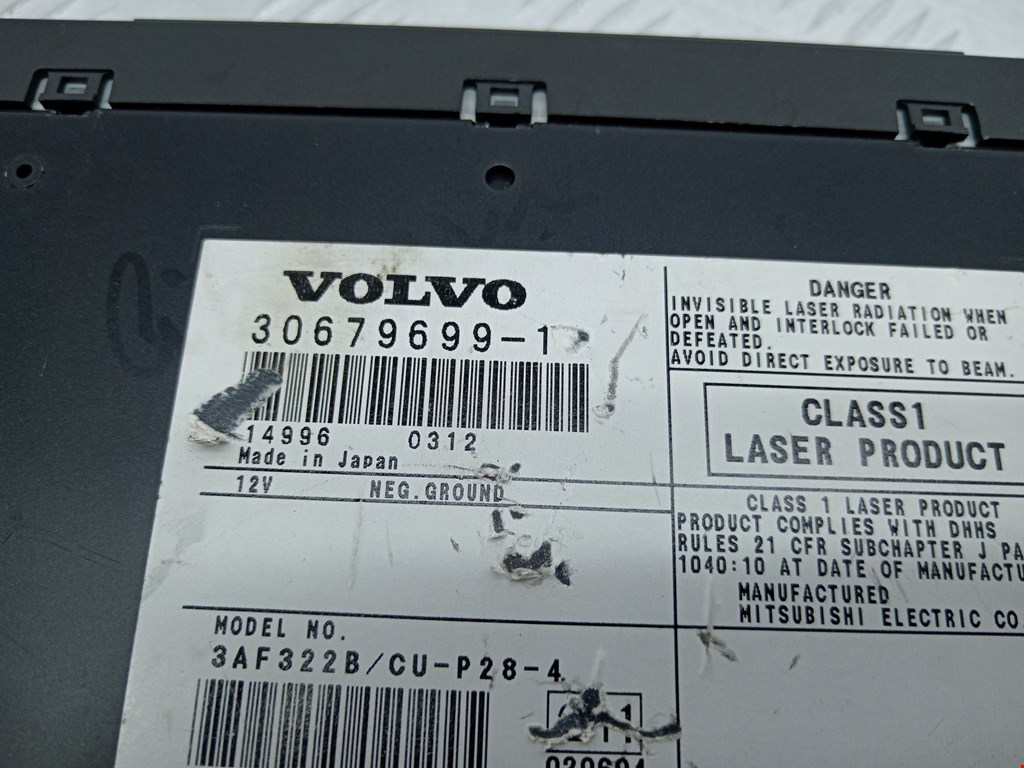 VOLVO
30679699-1
14996 0312
Made in Japan
12V NEG.GROUND
MODEL NO.
3AF322B/CU-P28-4
DANGER
INVISIBLE LASER RADIATION WHEN
OPEN AND INTERLOCK FAILED OR
DEFEATED.
AVOID DIRECT EXPOSURE TO BEAM.
CLASS1
LASER PRODUCT
CLASS 1 LASER PRODUCT
PRODUCT COMPLIES WITH DHHS
RULES 21 CFR SUBCHAPTER J PA
1040:10 AT DATE OF MANUFACTU
MANUFACTURED
MITSUBISHI ELECTRIC CO